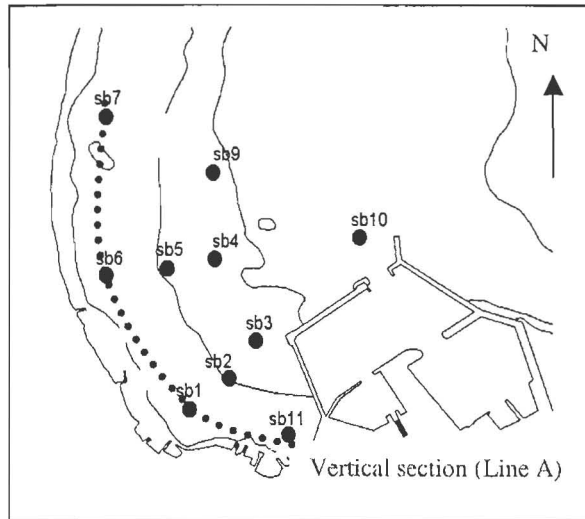 N
sb7
sb9
sb10
sb5
sb4
sb6
sb3
sb2
sb1
sb11
Vertical section (Line A)